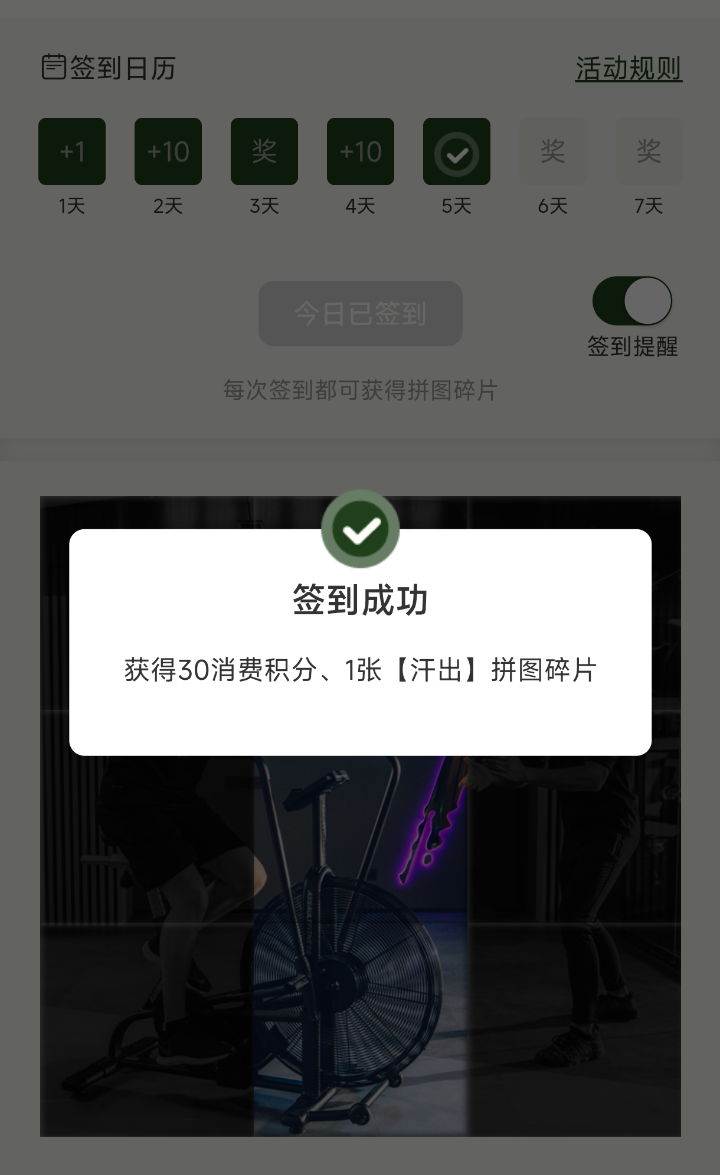 签到日历 活动规则
+1 +10 奖 +10 奖 奖
1天 2天 3天 4天 5天 6天 7天
今日已签到
签到提醒
每次签到都可获得拼图碎片
签到成功
获得30消费积分、1张【汗出】拼图碎片